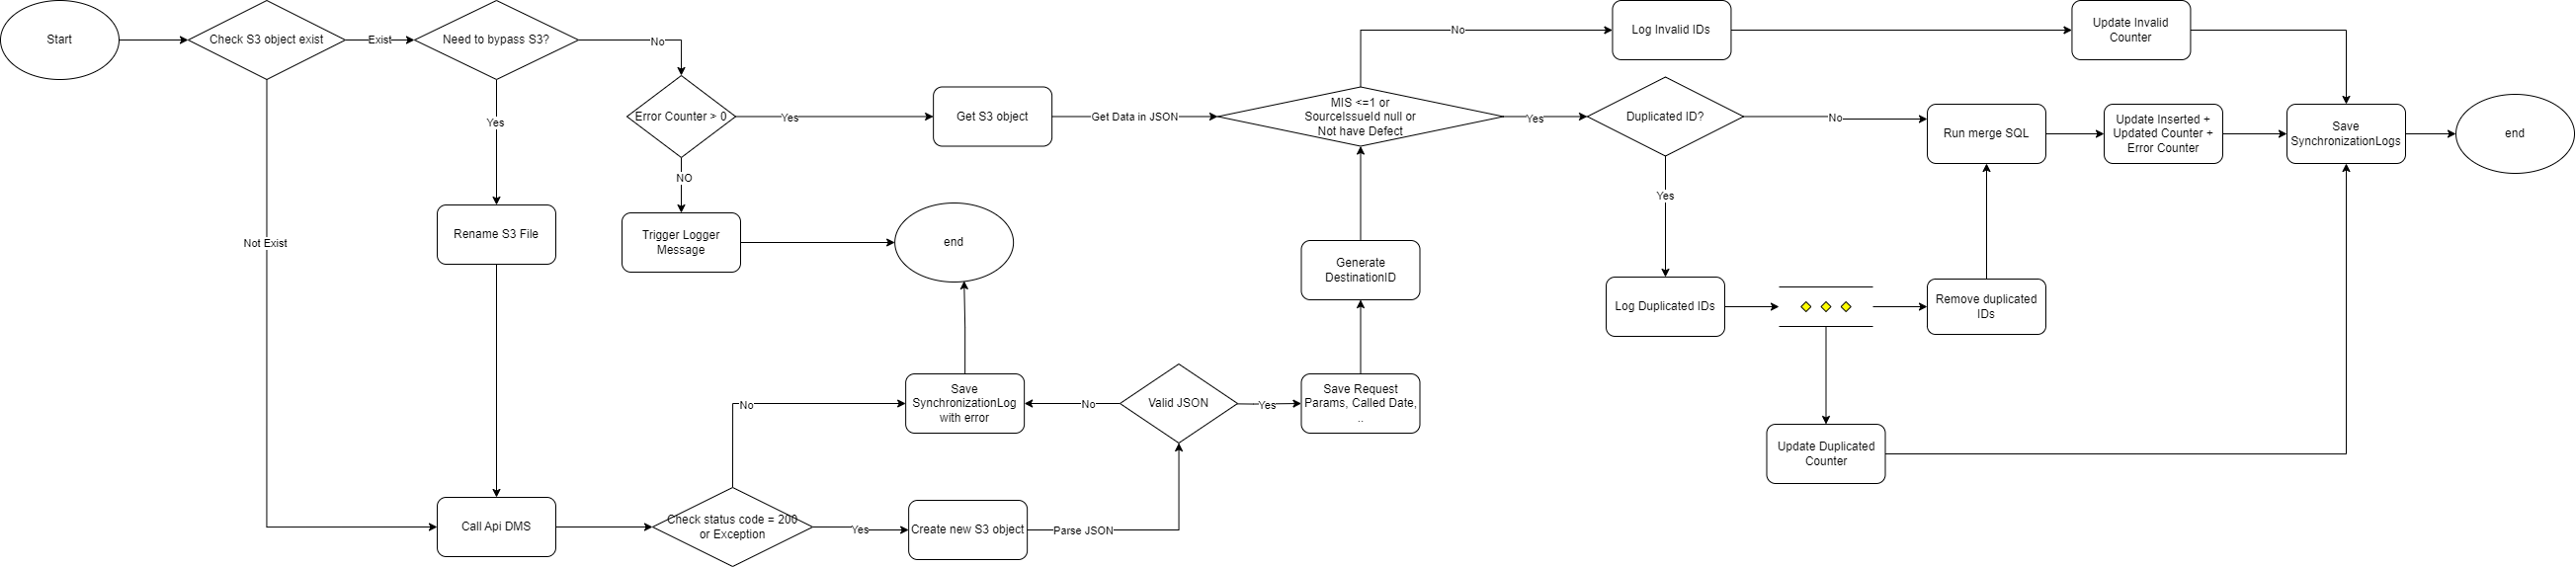 Start
Check S3 object exist
Exist
Need to bypass S3?
No
Yes
Not Exist
Error Counter > 0
Yes
NO
Get S3 object
Get Data in JSON
Rename S3 File
Trigger Logger
Message
end
MIS <=1 or
SourceIssueId null or
Not have Defect
No
Log Invalid IDs
Update Invalid
Counter
Yes
Duplicated ID?
No
Yes
Run merge SQL
Update Inserted +
Updated Counter +
Error Counter
Save
SynchronizationLogs
end
Generate
DestinationID
Log Duplicated IDs
Remove duplicated
IDs
Update Duplicated
Counter
Save
SynchronizationLog
with error
No
No
Valid JSON
Yes
Save Request
Params, Called Date,
..
Call Api DMS
Check status code = 200
or Exception
Yes
Create new S3 object
Parse JSON